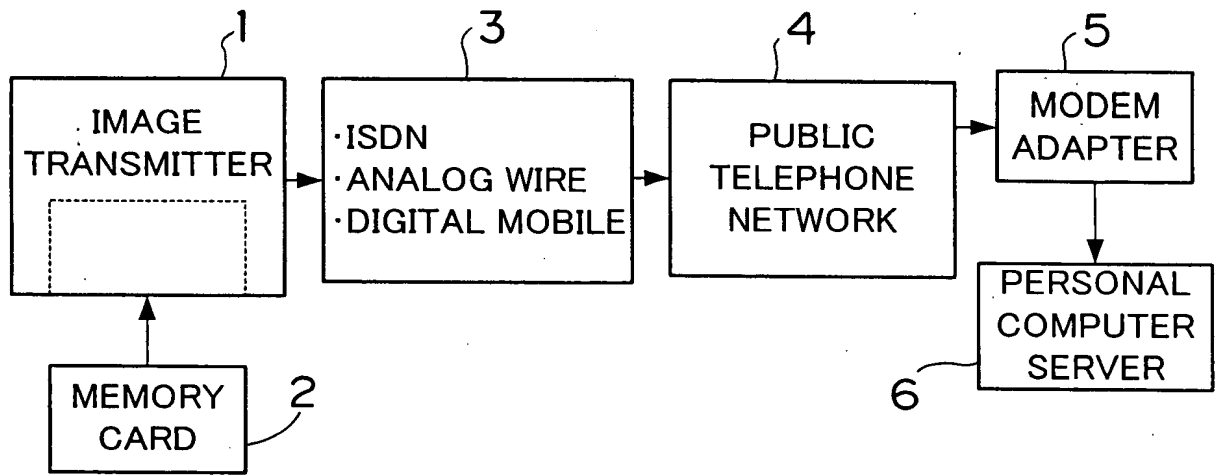 1
IMAGE
TRANSMITTER
3
·ISDN
·ANALOG WIRE
·DIGITAL MOBILE
4
PUBLIC
TELEPHONE
NETWORK
5
MODEM
ADAPTER
PERSONAL
COMPUTER
SERVER
6
MEMORY
CARD
2